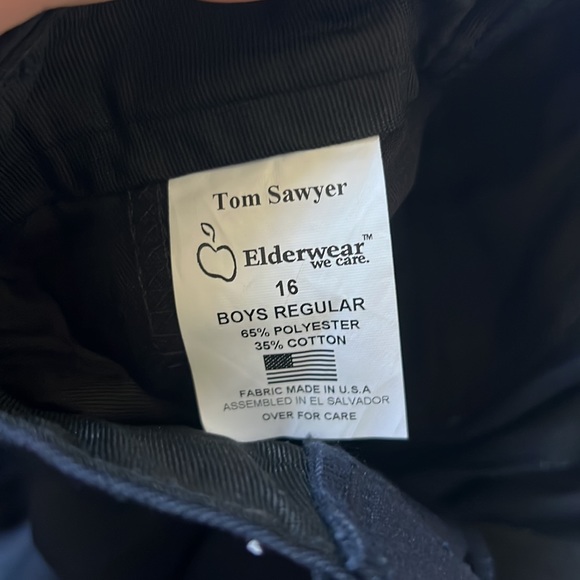 Tom Sawyer
Elderwear™
we care.
16
BOYS REGULAR
65% POLYESTER
35% COTTON
FABRIC MADE IN U.S.A
ASSEMBLED IN EL SALVADOR
OVER FOR CARE